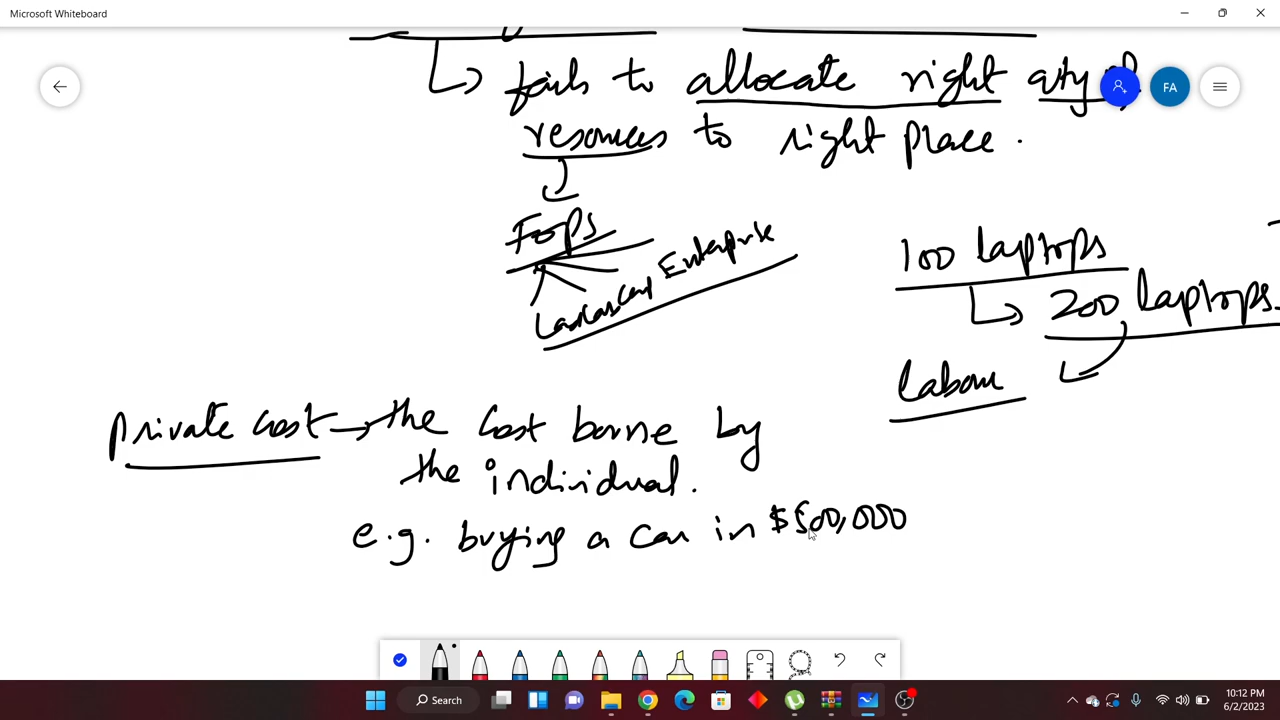 Microsoft Whiteboard
fails to allocate right qty of
resources to right place.
FA
FOPS
Enterprise
100 laptops
200 laptops.
labour
private cost → the cost borne by
the individual.
e.g. buying a car in $500,000
Search
10:12 PM
6/2/2023